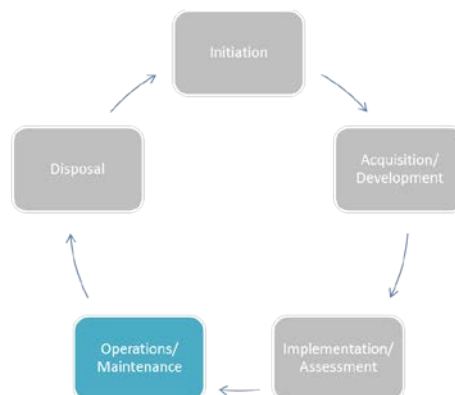 Initiation
Acquisition/
Development
Implementation/
Assessment
Operations/
Maintenance
Disposal